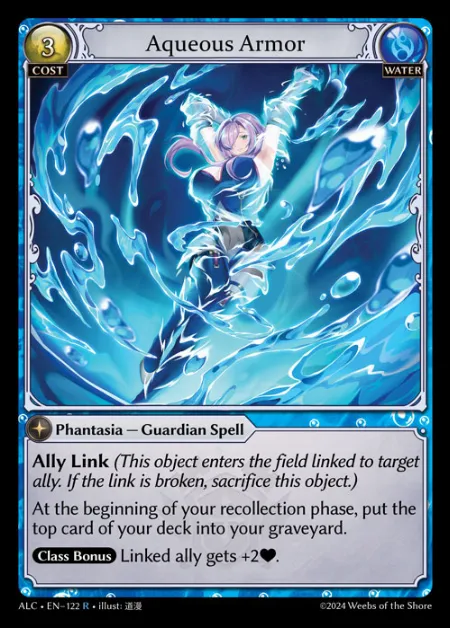 3
Aqueous Armor
COST
WATER
Phantasia — Guardian Spell
Ally Link (This object enters the field linked to target
ally. If the link is broken, sacrifice this object.)
At the beginning of your recollection phase, put the
top card of your deck into your graveyard.
Class Bonus Linked ally gets +2♥.
ALC • EN–122 R • illust: 道漫
©2024 Weebs of the Shore